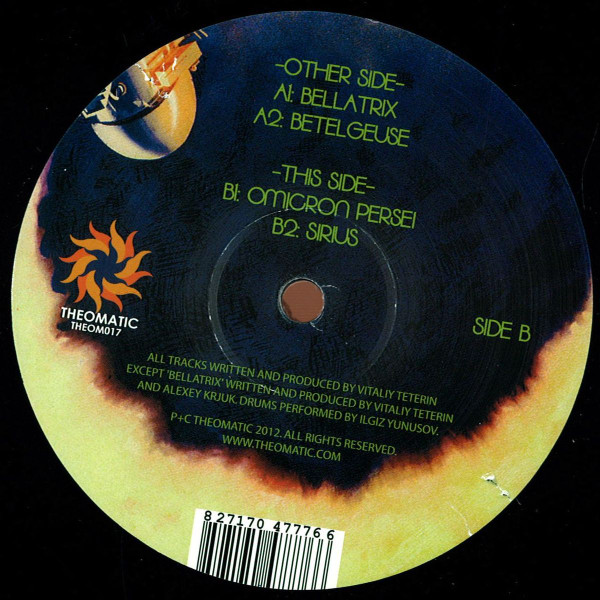 -OTHER SIDE-
A1: BELLATRIX
A2: BETELGEUSE
-THIS SIDE-
B1: OMICRON PERSEI
B2: SIRIUS
THEOMATIC
THEOM017
SIDE B
ALL TRACKS WRITTEN AND PRODUCED BY VITALIY TETERIN
EXCEPT 'BELLATRIX' WRITTEN AND PRODUCED BY VITALIY TETERIN
AND ALEXEY KRJUK. DRUMS PERFORMED BY ILGIZ YUNUSOV.
P+C THEOMATIC 2012. ALL RIGHTS RESERVED.
WWW.THEOMATIC.COM
8 27170 47776 6